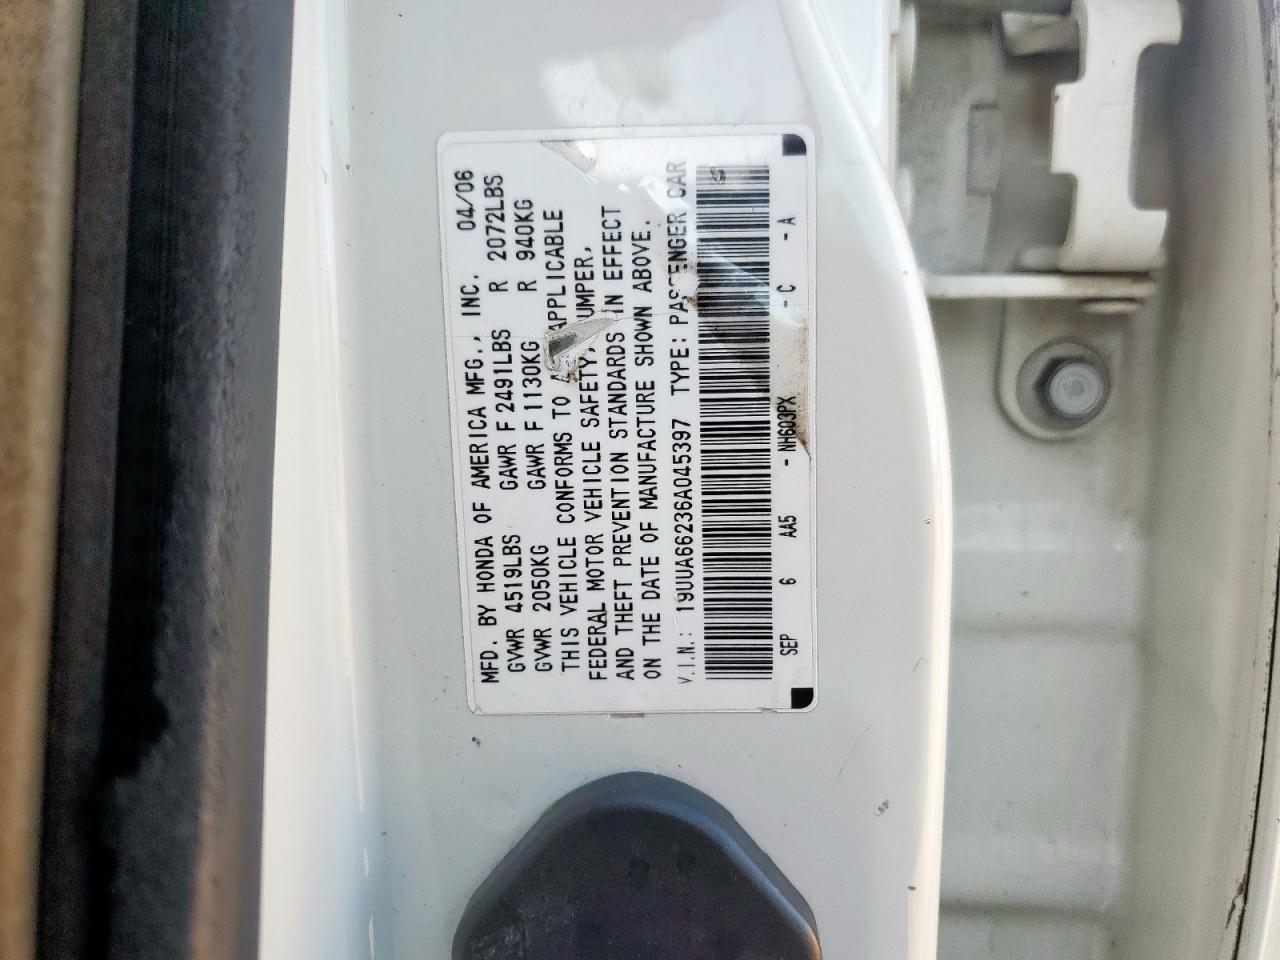 MFD. BY HONDA OF AMERICA MFG., INC. 04/06
GVWR 4519LBS GAWR F 2491LBS R 2072LBS
GVWR 2050KG GAWR F 1130KG R 940KG
THIS VEHICLE CONFORMS TO APPLICABLE
FEDERAL MOTOR VEHICLE SAFETY, UMPER,
AND THEFT PREVENTION STANDARDS IN EFFECT
ON THE DATE OF MANUFACTURE SHOWN ABOVE.
V.I.N.: 19UUA66236A045397 TYPE: PASSENGER CAR
SEP 6 AA5 - NH603PX - C - A